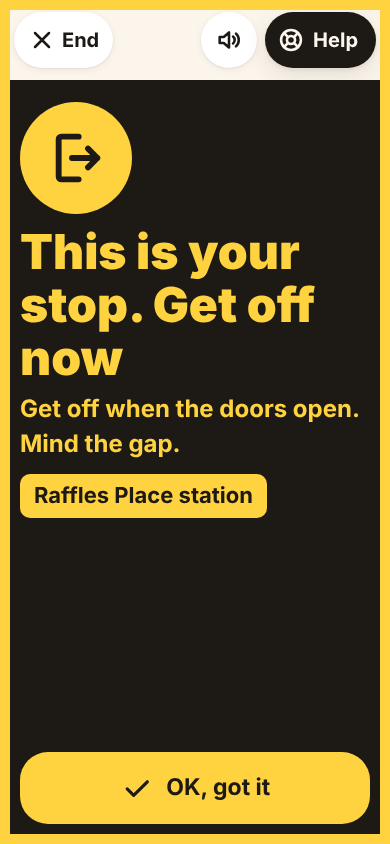 End
Help
This is your
stop. Get off
now
Get off when the doors open.
Mind the gap.
Raffles Place station
OK, got it